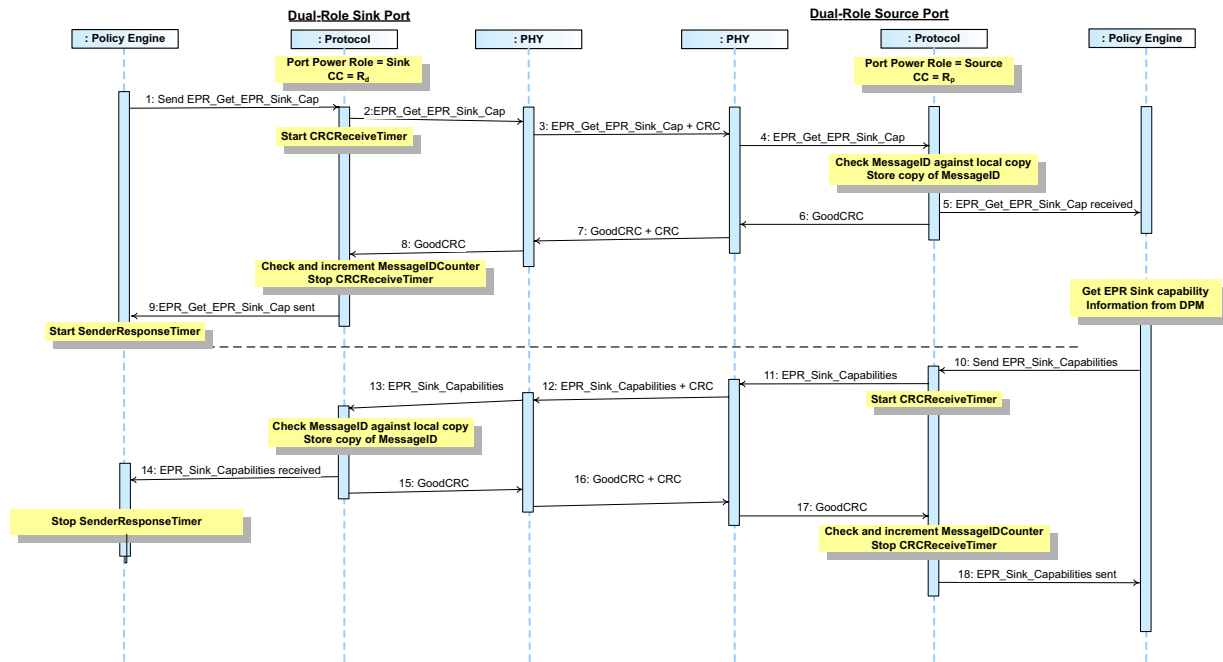 Dual-Role Sink Port
Dual-Role Source Port
: Policy Engine
: Protocol
: PHY
: PHY
: Protocol
: Policy Engine
Port Power Role = Sink
CC = Rd
Port Power Role = Source
CC = Rp
1: Send EPR_Get_EPR_Sink_Cap
2:EPR_Get_EPR_Sink_Cap
Start CRCReceiveTimer
3: EPR_Get_EPR_Sink_Cap + CRC
4: EPR_Get_EPR_Sink_Cap
Check MessageID against local copy
Store copy of MessageID
5: EPR_Get_EPR_Sink_Cap received
6: GoodCRC
7: GoodCRC + CRC
8: GoodCRC
Check and increment MessageIDCounter
Stop CRCReceiveTimer
9:EPR_Get_EPR_Sink_Cap sent
Start SenderResponseTimer
Get EPR Sink capability
Information from DPM
10: Send EPR_Sink_Capabilities
11: EPR_Sink_Capabilities
Start CRCReceiveTimer
12: EPR_Sink_Capabilities + CRC
13: EPR_Sink_Capabilities
Check MessageID against local copy
Store copy of MessageID
14: EPR_Sink_Capabilities received
15: GoodCRC
16: GoodCRC + CRC
17: GoodCRC
Stop SenderResponseTimer
Check and increment MessageIDCounter
Stop CRCReceiveTimer
18: EPR_Sink_Capabilities sent